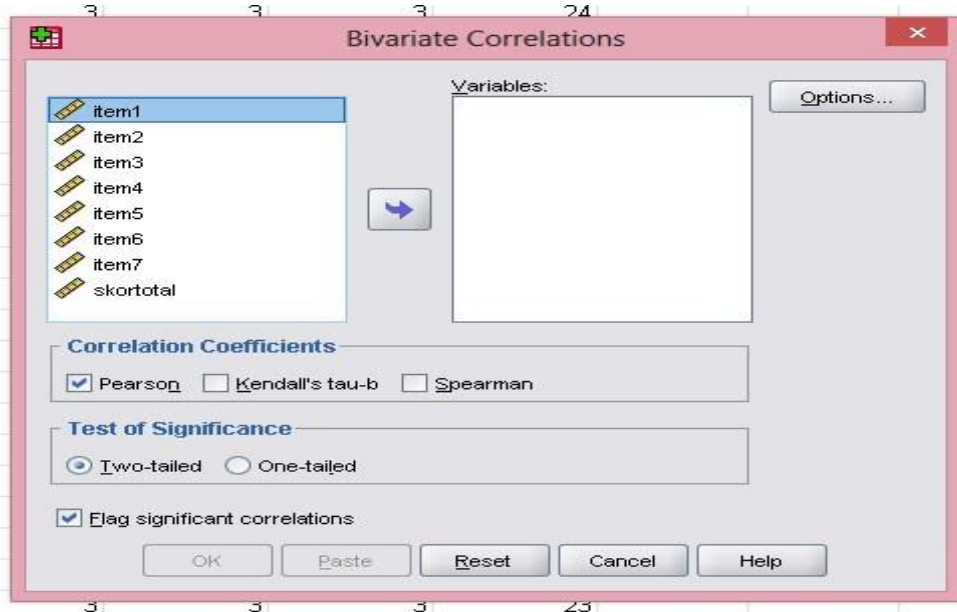 3 3 3 24
Bivariate Correlations
Variables:
Options...
item1
item2
item3
item4
item5
item6
item7
skortotal
Correlation Coefficients
Pearson Kendall's tau-b Spearman
Test of Significance
Two-tailed One-tailed
Flag significant correlations
OK Paste Reset Cancel Help
3 3 3 23